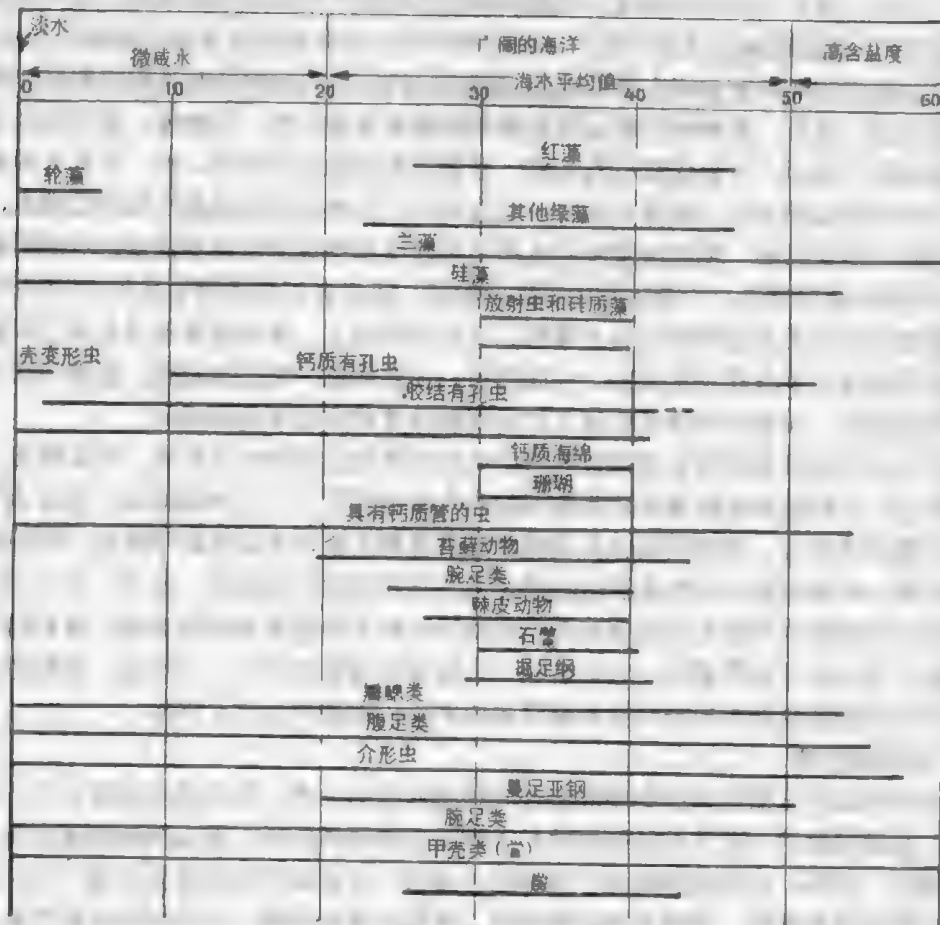 淡水
微咸水
广阔的海洋
高含盐度
海水平均值
0 10 20 30 40 50 60
红藻
轮藻
其他绿藻
兰藻
硅藻
放射虫和硅质藻
壳变形虫
钙质有孔虫
胶结有孔虫
钙质海绵
珊瑚
具有钙质管的虫
苔藓动物
腕足类
棘皮动物
石鳖
掘足纲
瓣鳃类
腹足类
介形虫
蔓足亚钢
腕足类
甲壳类